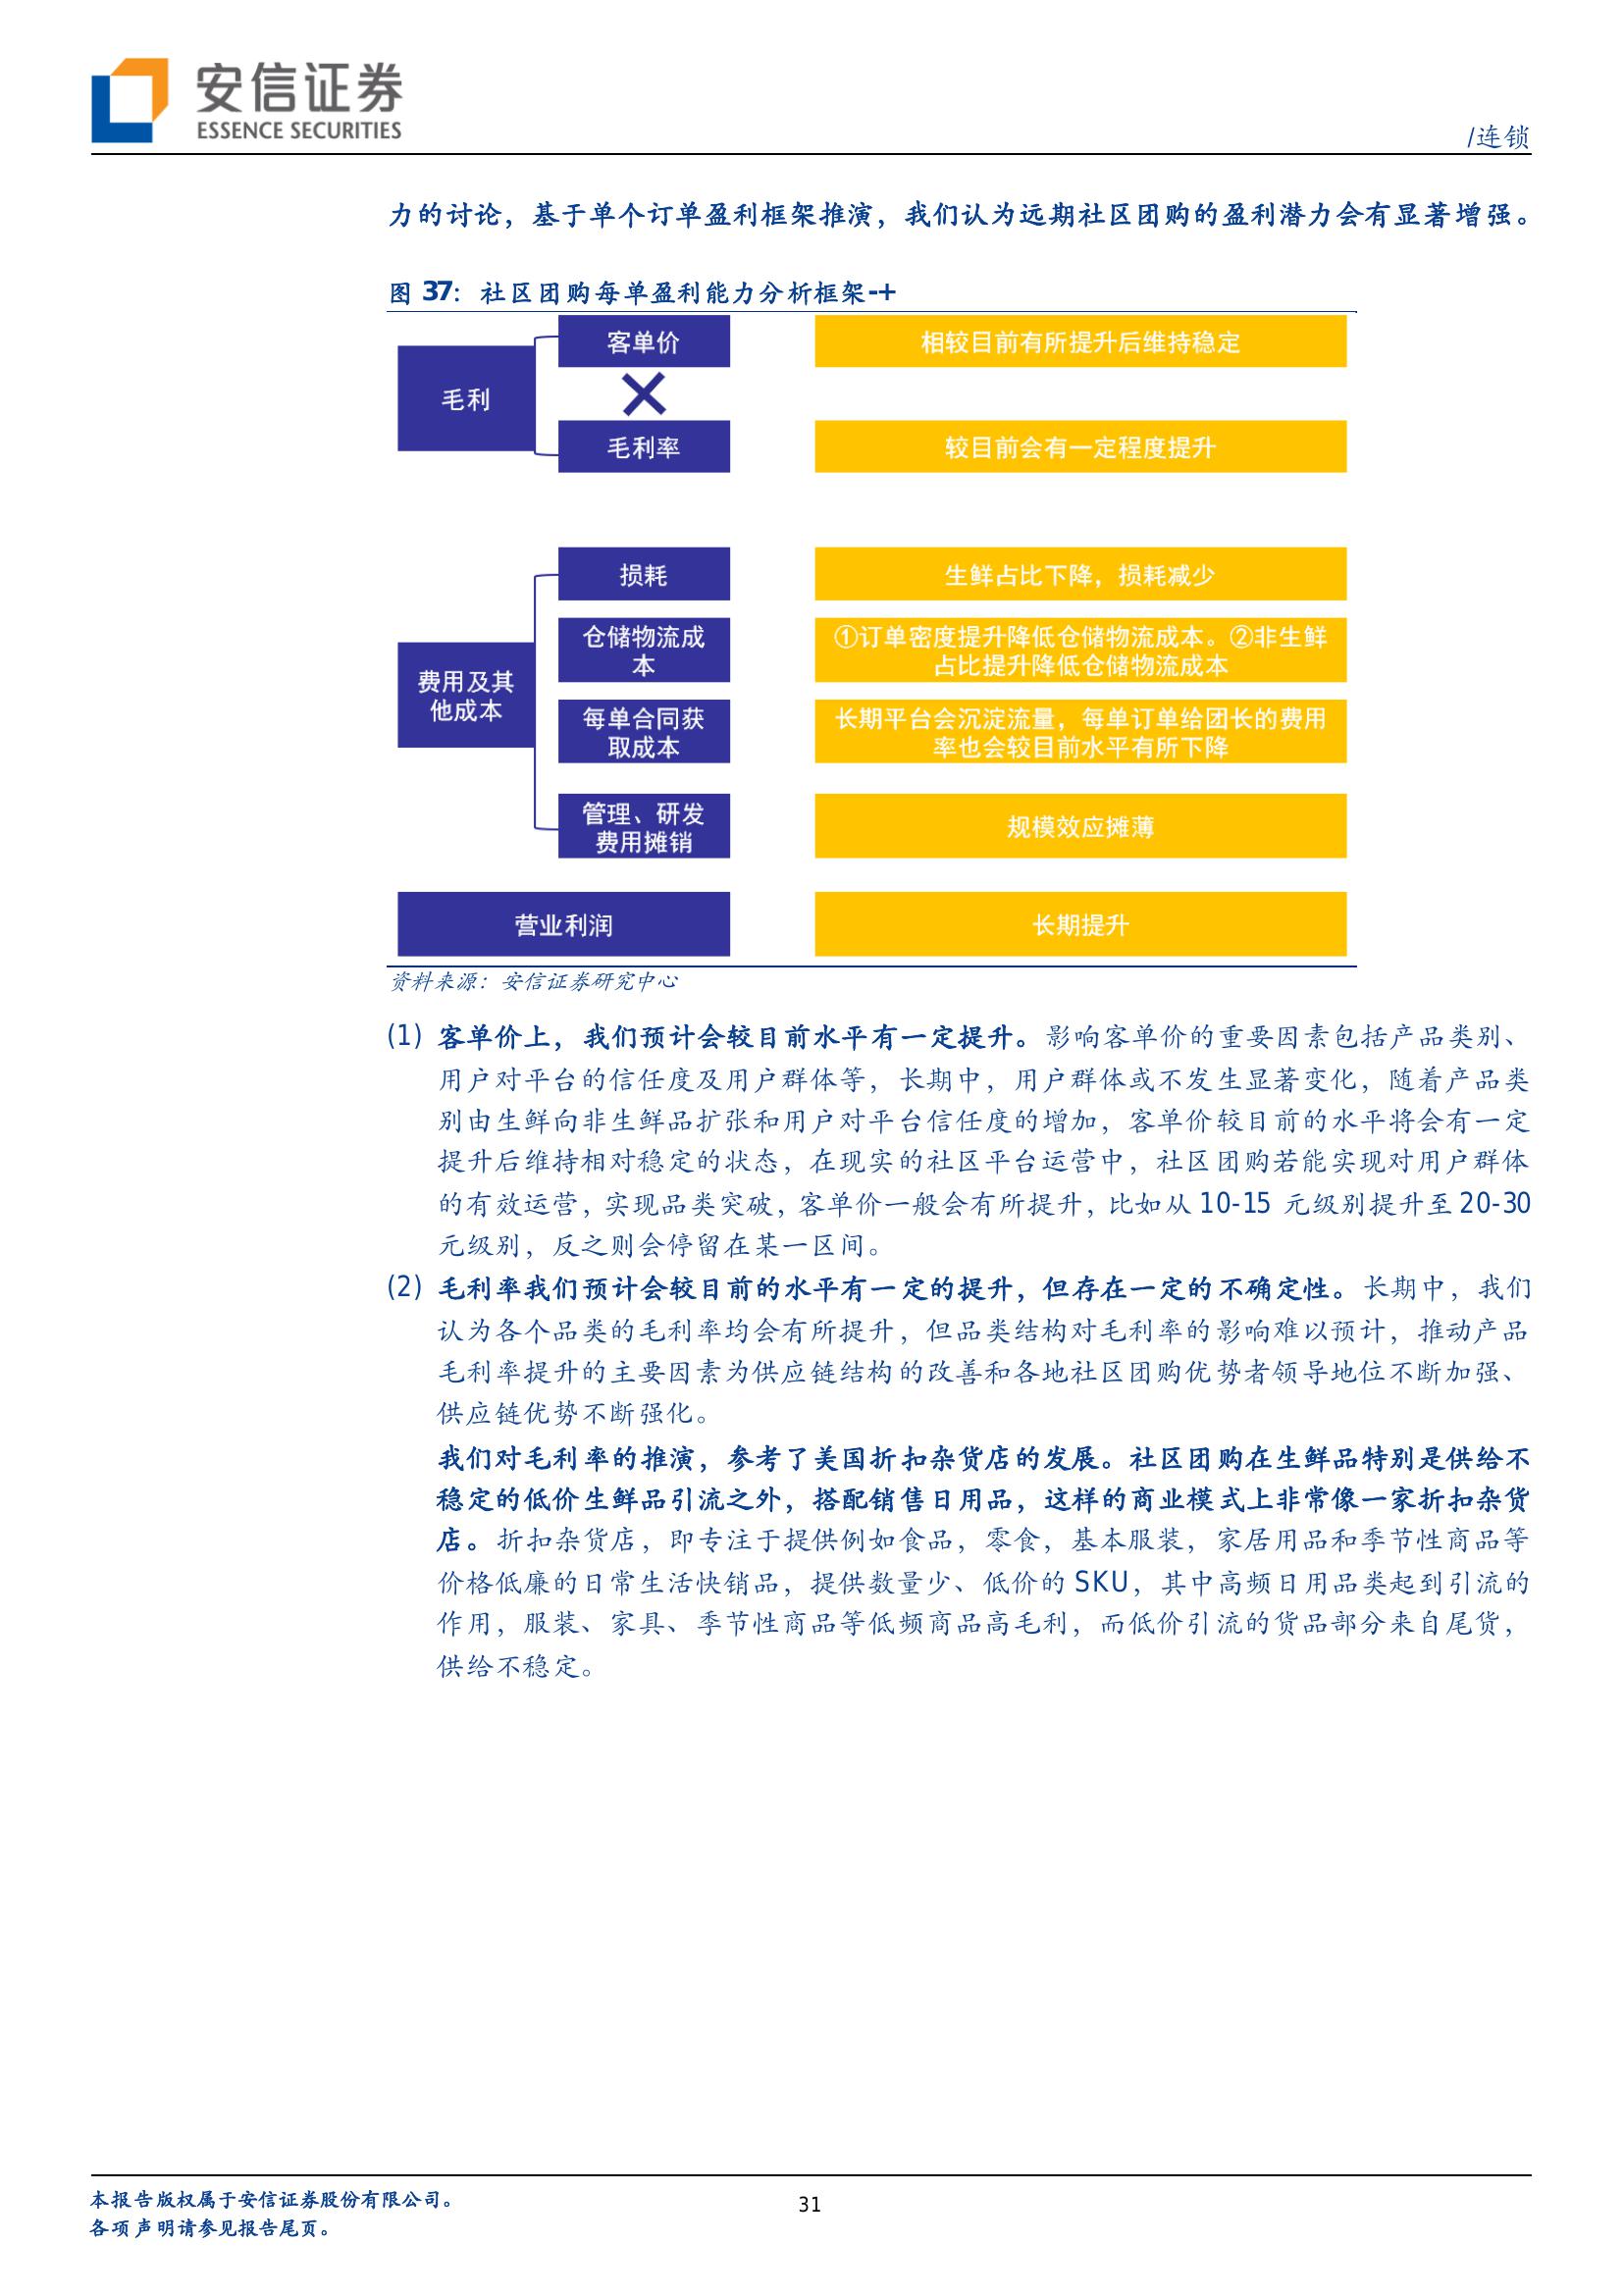 安信证券
ESSENCE SECURITIES
/连锁
力的讨论，基于单个订单盈利框架推演，我们认为远期社区团购的盈利潜力会有显著增强。
图 37：社区团购每单盈利能力分析框架-+
毛利
客单价
相较目前有所提升后维持稳定
毛利率
较目前会有一定程度提升
费用及其
他成本
损耗
生鲜占比下降，损耗减少
仓储物流成
本
①订单密度提升降低仓储物流成本。②非生鲜
占比提升降低仓储物流成本
每单合同获
取成本
长期平台会沉淀流量，每单订单给团长的费用
率也会较目前水平有所下降
管理、研发
费用摊销
规模效应摊薄
营业利润
长期提升
资料来源：安信证券研究中心
(1) 客单价上，我们预计会较目前水平有一定提升。影响客单价的重要因素包括产品类别、
用户对平台的信任度及用户群体等，长期中，用户群体或不发生显著变化，随着产品类
别由生鲜向非生鲜品扩张和用户对平台信任度的增加，客单价较目前的水平将会有一定
提升后维持相对稳定的状态，在现实的社区平台运营中，社区团购若能实现对用户群体
的有效运营，实现品类突破，客单价一般会有所提升，比如从 10-15 元级别提升至 20-30
元级别，反之则会停留在某一区间。
(2) 毛利率我们预计会较目前的水平有一定的提升，但存在一定的不确定性。长期中，我们
认为各个品类的毛利率均会有所提升，但品类结构对毛利率的影响难以预计，推动产品
毛利率提升的主要因素为供应链结构的改善和各地社区团购优势者领导地位不断加强、
供应链优势不断强化。
我们对毛利率的推演，参考了美国折扣杂货店的发展。社区团购在生鲜品特别是供给不
稳定的低价生鲜品引流之外，搭配销售日用品，这样的商业模式上非常像一家折扣杂货
店。折扣杂货店，即专注于提供例如食品，零食，基本服装，家居用品和季节性商品等
价格低廉的日常生活快销品，提供数量少、低价的 SKU，其中高频日用品类起到引流的
作用，服装、家具、季节性商品等低频商品高毛利，而低价引流的货品部分来自尾货，
供给不稳定。
本报告版权属于安信证券股份有限公司。
各项声明请参见报告尾页。
31